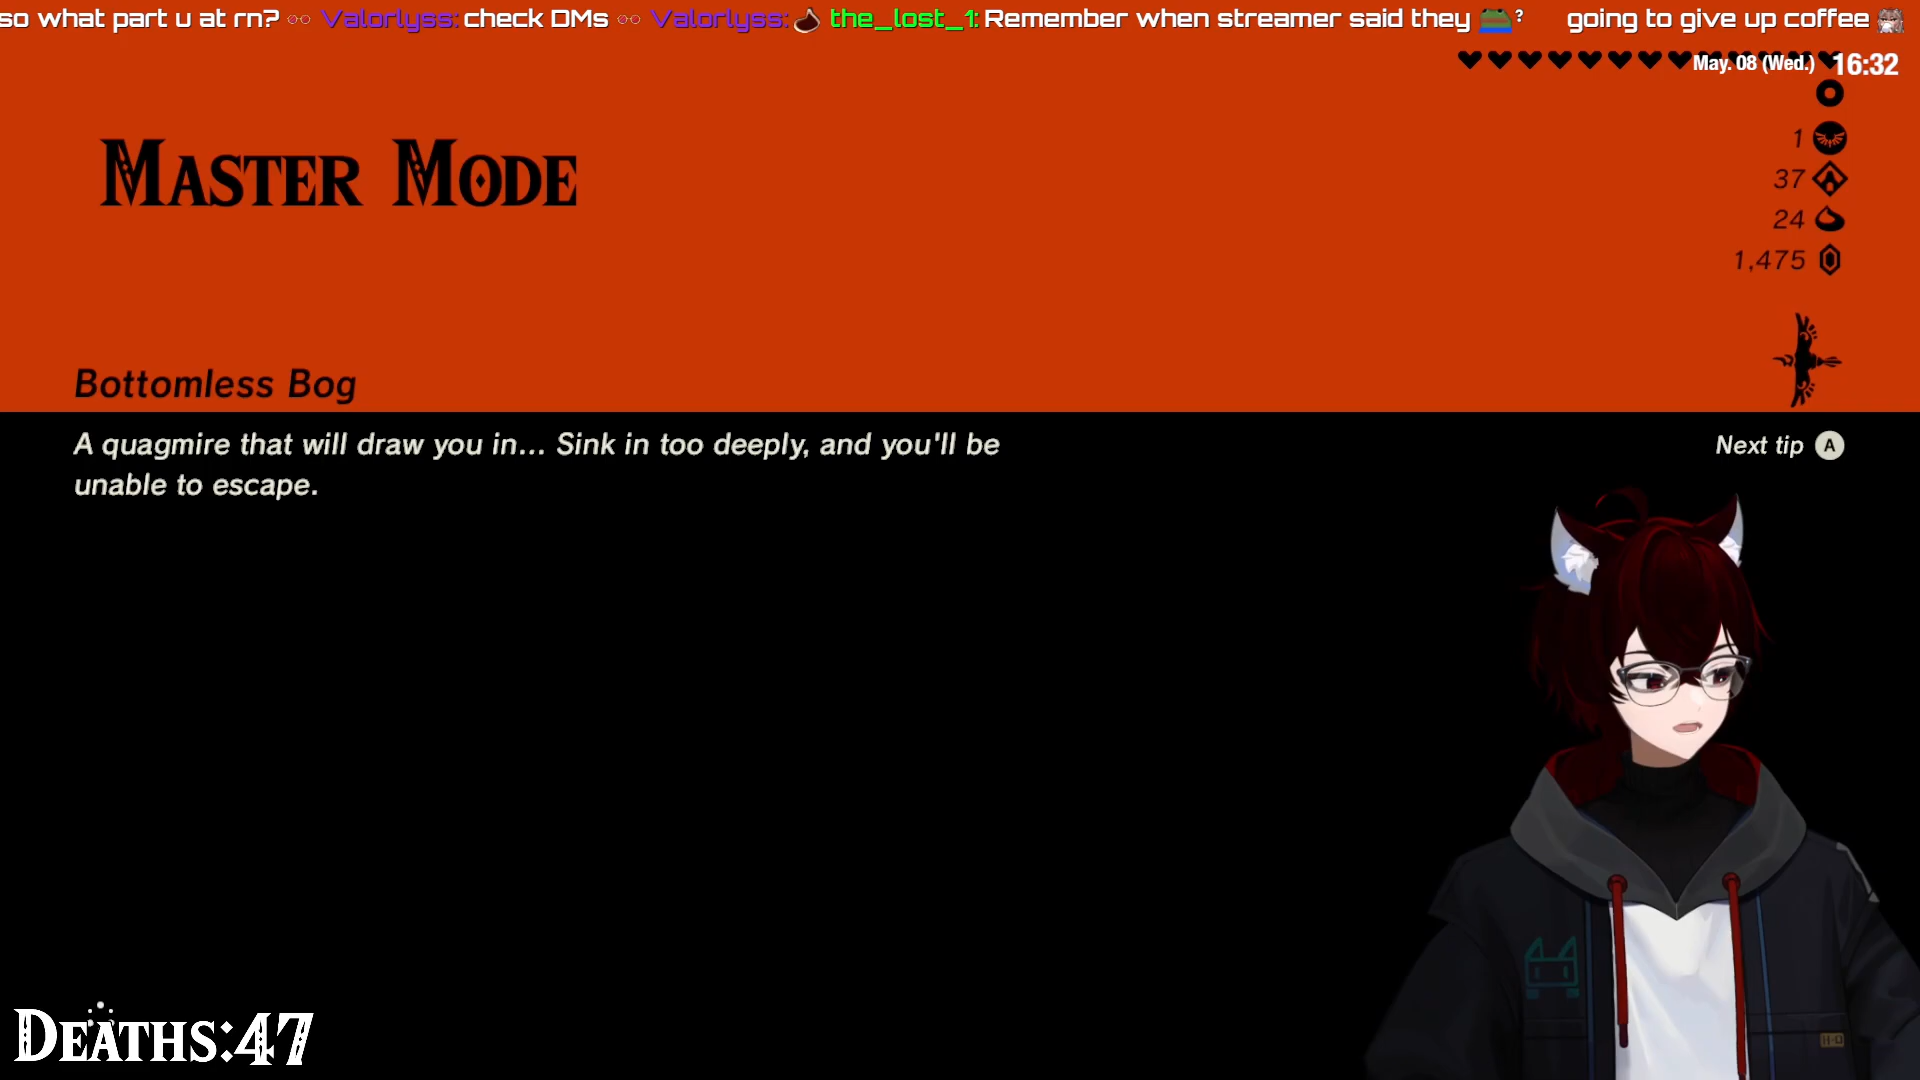 so what part u at rn? Valorlyss: check DMs Valorlyss: the_lost_1: Remember when streamer said they ? going to give up coffee
May. 08 (Wed.) 16:32
MASTER MODE
1
37
24
1,475
Bottomless Bog
A quagmire that will draw you in... Sink in too deeply, and you'll be
unable to escape.
Next tip A
DEATHS:47